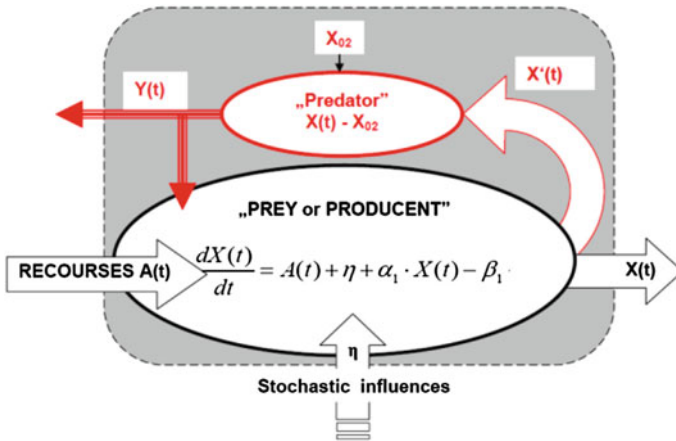 X₀₂
Y(t)
X‘(t)
„Predator”
X(t) - X₀₂
„PREY or PRODUCENT”
RECOURSES A(t)
dX(t)/dt = A(t) + η + α₁ · X(t) − β₁ ·
X(t)
η
Stochastic influences